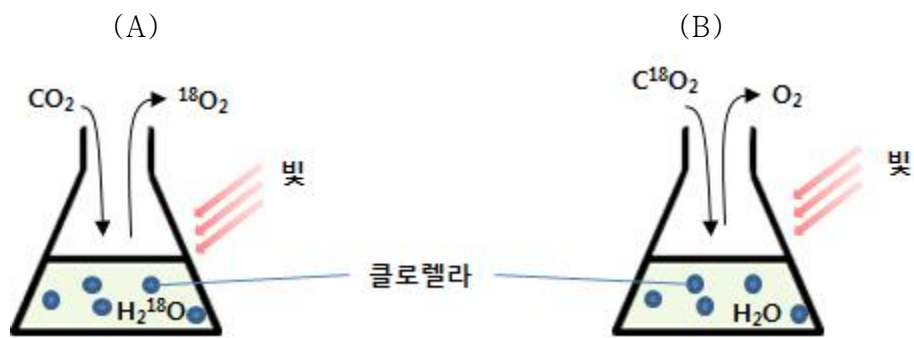 (A)
(B)
CO₂
¹⁸O₂
C¹⁸O₂
O₂
빛
빛
클로렐라
H₂¹⁸O
H₂O